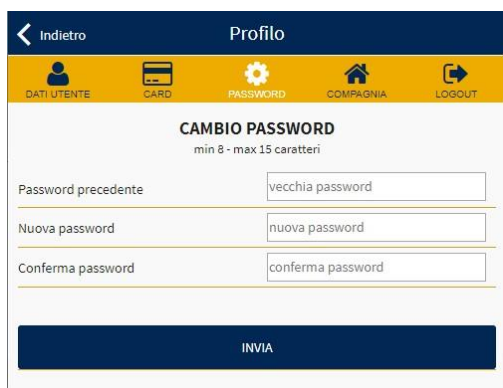 Indietro Profilo
DATI UTENTE CARD PASSWORD COMPAGNIA LOGOUT
CAMBIO PASSWORD
min 8 - max 15 caratteri
Password precedente vecchia password
Nuova password nuova password
Conferma password conferma password
INVIA